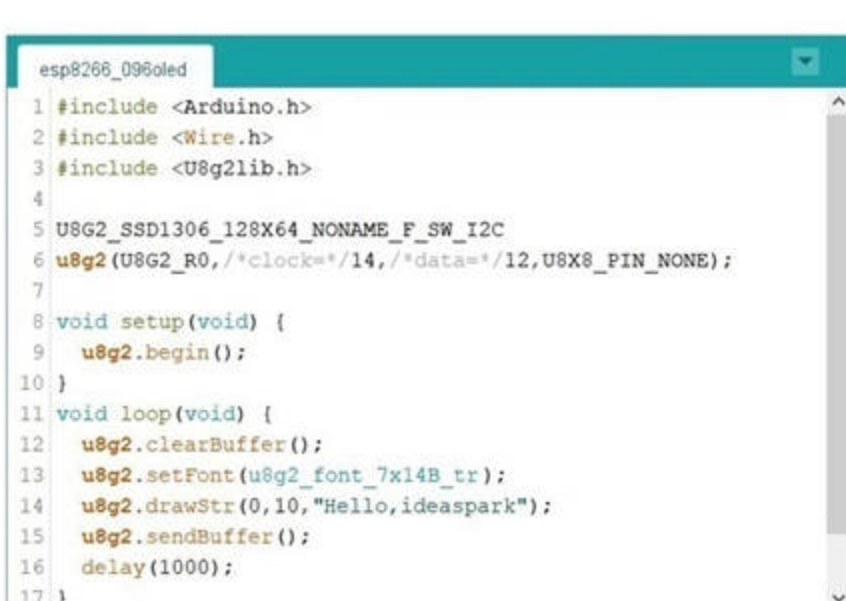 esp8266_096oled
1 #include <Arduino.h>
2 #include <Wire.h>
3 #include <U8g2lib.h>
4
5 U8G2_SSD1306_128X64_NONAME_F_SW_I2C
6 u8g2(U8G2_R0,/*clock=*/14,/*data=*/12,U8X8_PIN_NONE);
7
8 void setup(void) {
9   u8g2.begin();
10 }
11 void loop(void) {
12   u8g2.clearBuffer();
13   u8g2.setFont(u8g2_font_7x14B_tr);
14   u8g2.drawStr(0,10,"Hello,ideaspark");
15   u8g2.sendBuffer();
16   delay(1000);
17 }